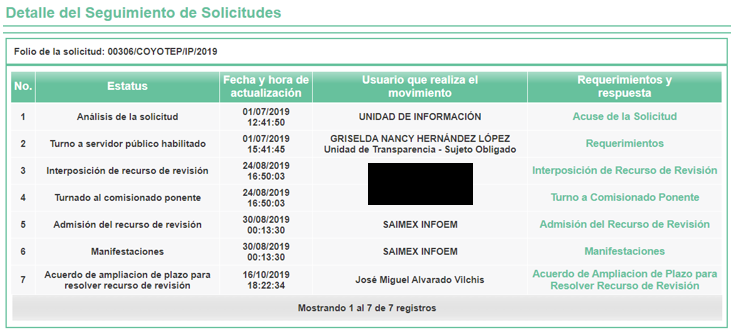 Detalle del Seguimiento de Solicitudes
Folio de la solicitud: 00306/COYOTEP/IP/2019
No. Estatus Fecha y hora de actualización Usuario que realiza el movimiento Requerimientos y respuesta
1 Análisis de la solicitud 01/07/2019 12:41:50 UNIDAD DE INFORMACIÓN Acuse de la Solicitud
2 Turno a servidor público habilitado 01/07/2019 15:41:45 GRISELDA NANCY HERNÁNDEZ LÓPEZ Unidad de Transparencia - Sujeto Obligado Requerimientos
3 Interposición de recurso de revisión 24/08/2019 16:50:03 Interposición de Recurso de Revisión
4 Turnado al comisionado ponente 24/08/2019 16:50:03 Turno a Comisionado Ponente
5 Admisión del recurso de revisión 30/08/2019 00:13:30 SAIMEX INFOEM Admisión del Recurso de Revisión
6 Manifestaciones 30/08/2019 00:13:30 SAIMEX INFOEM Manifestaciones
7 Acuerdo de ampliacion de plazo para resolver recurso de revisión 16/10/2019 18:22:34 José Miguel Alvarado Vilchis Acuerdo de Ampliacion de Plazo para Resolver Recurso de Revisión
Mostrando 1 al 7 de 7 registros